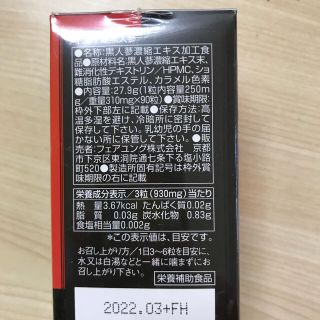 ●名称:黒人蔘濃縮エキス加工食
品●原材料名:黒人蔘濃縮エキス末、
難消化性デキストリン/HPMC、ショ
糖脂肪酸エステル、カラメル色素
●内容量:27.9g(1粒内容量250m
g/重量310mg×90粒)●賞味期限:
枠外下部左に記載●保存方法:高
温多湿を避け、冷暗所に密封して
保存して下さい。乳幼児の手の届
かない所に保管して下さい。●販
売者:フェアユング株式会社 京都
市下京区東洞院通七条下る塩小路
町520●製造所固有記号は枠外賞
味期限の右に記載
栄養成分表示/3粒(930mg)当たり
熱 量3.67kcal たんぱく質0.02g
脂 質 0.03g 炭水化物 0.83g
食塩相当量0.002g
*この表示値は、目安です。
お召し上がり方/1日3~6粒を目安に、
水又は白湯などと一緒に噛まずにお
召し上がり下さい。
栄養補助食品
2022.03+FH